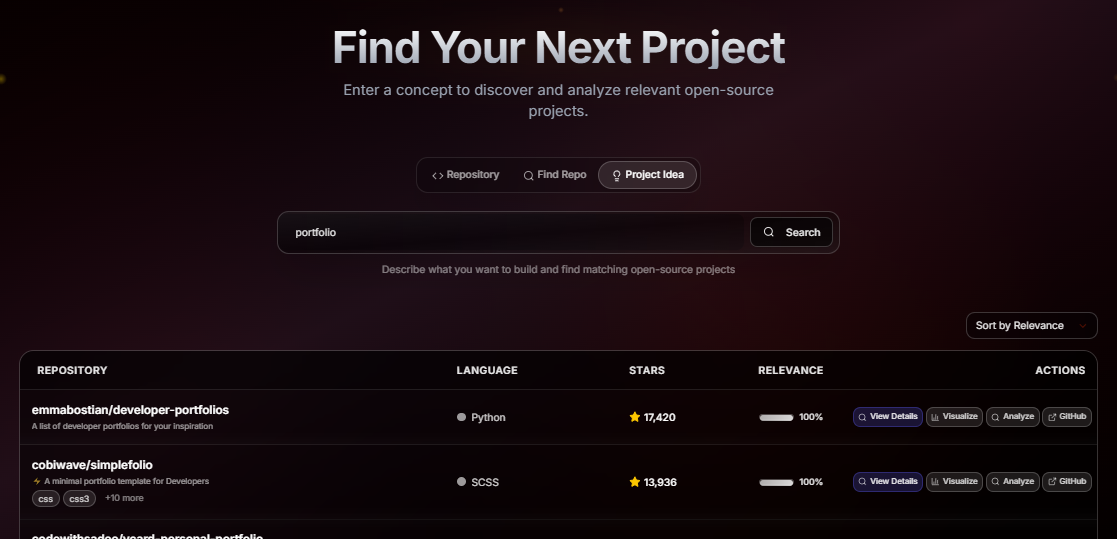 Find Your Next Project
Enter a concept to discover and analyze relevant open-source
projects.
Repository Find Repo Project Idea
portfolio Search
Describe what you want to build and find matching open-source projects
Sort by Relevance
REPOSITORY LANGUAGE STARS RELEVANCE ACTIONS
emmabostian/developer-portfolios
A list of developer portfolios for your inspiration
Python 17,420 100% View Details Visualize Analyze GitHub
cobiwave/simplefolio
A minimal portfolio template for Developers
css css3 +10 more
SCSS 13,936 100% View Details Visualize Analyze GitHub
codewithsadee/vcard-personal-portfolio